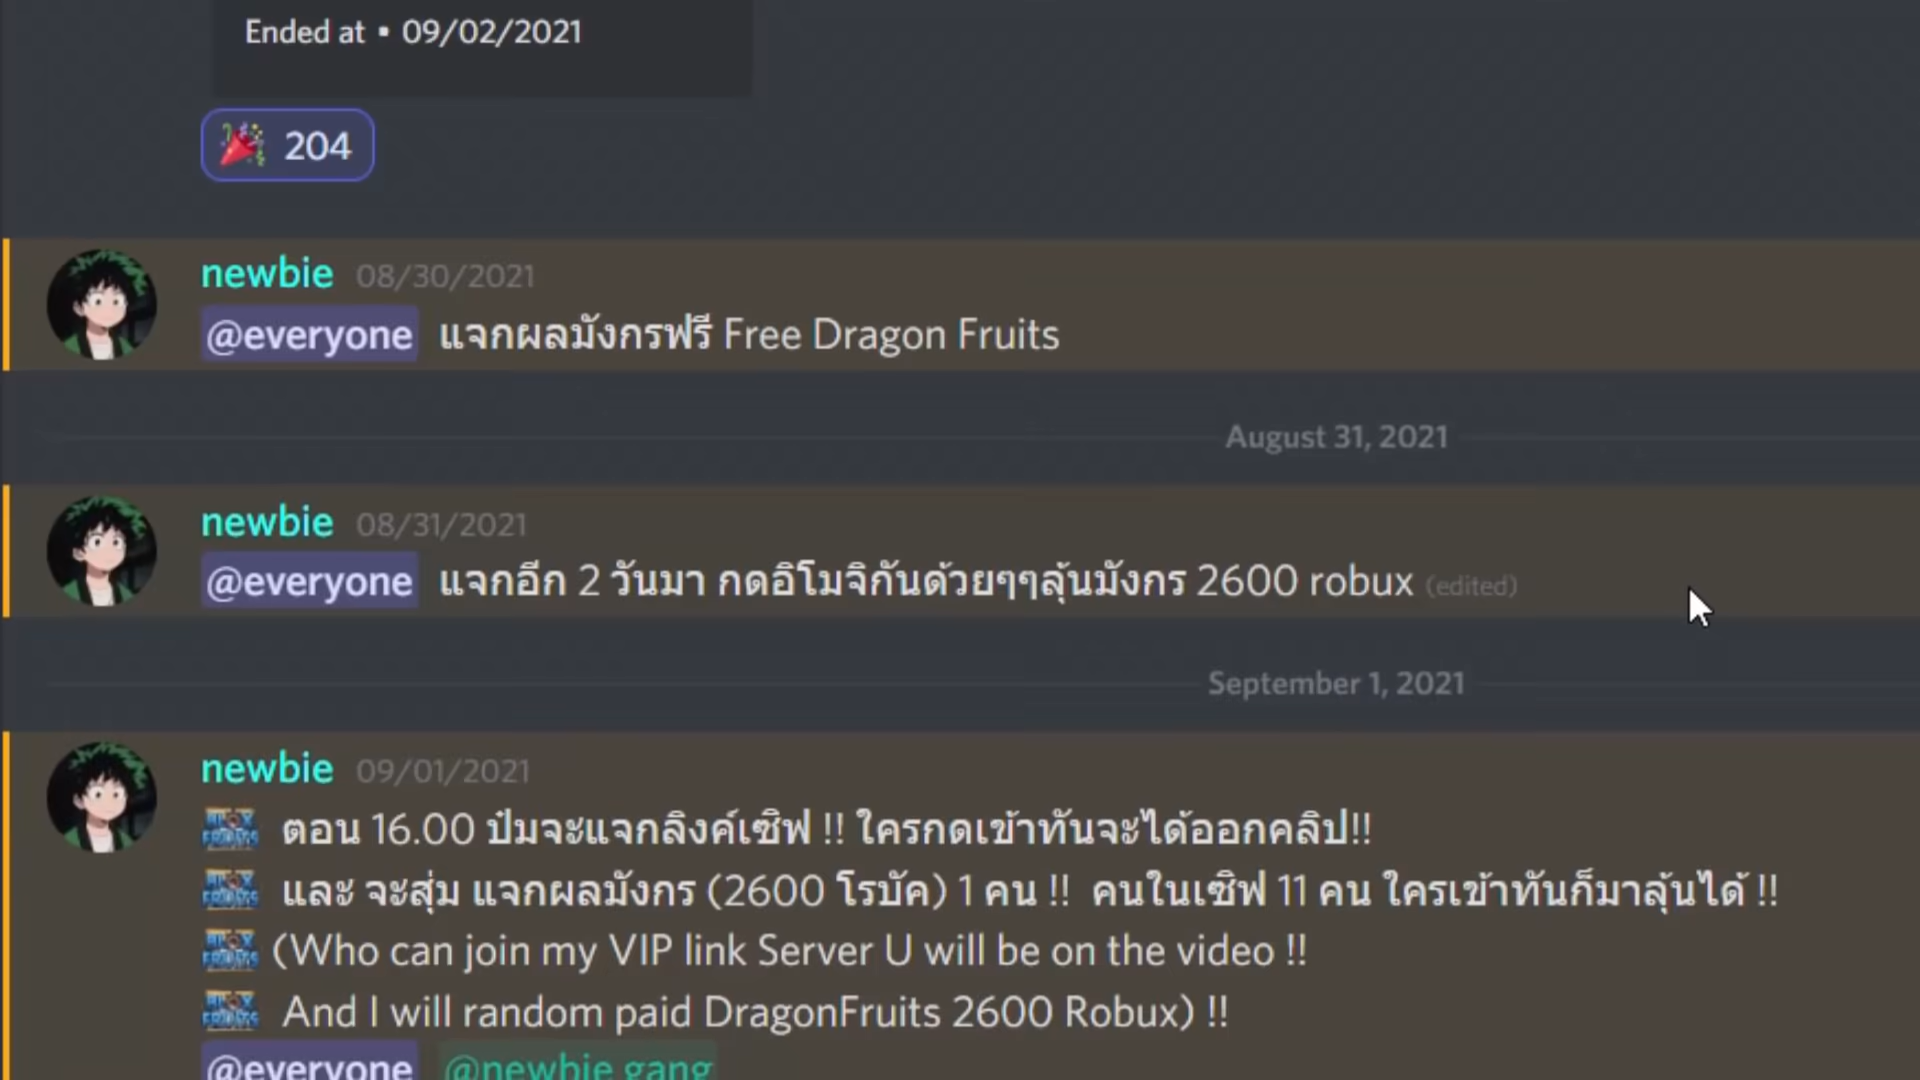 Ended at • 09/02/2021
204
newbie 08/30/2021
@everyone แจกผลมังกรฟรี Free Dragon Fruits
August 31, 2021
newbie 08/31/2021
@everyone แจกอีก 2 วันมา กดอิโมจิกันด้วยๆๆลุ้นมังกร 2600 robux (edited)
September 1, 2021
newbie 09/01/2021
ตอน 16.00 ป๋มจะแจกลิงค์เซิฟ !! ใครกดเข้าทันจะได้ออกคลิป!!
และ จะสุ่ม แจกผลมังกร (2600 โรบัค) 1 คน !! คนในเซิฟ 11 คน ใครเข้าทันก็มาลุ้นได้ !!
(Who can join my VIP link Server U will be on the video !!
And I will random paid DragonFruits 2600 Robux) !!
@everyone @newbie gang